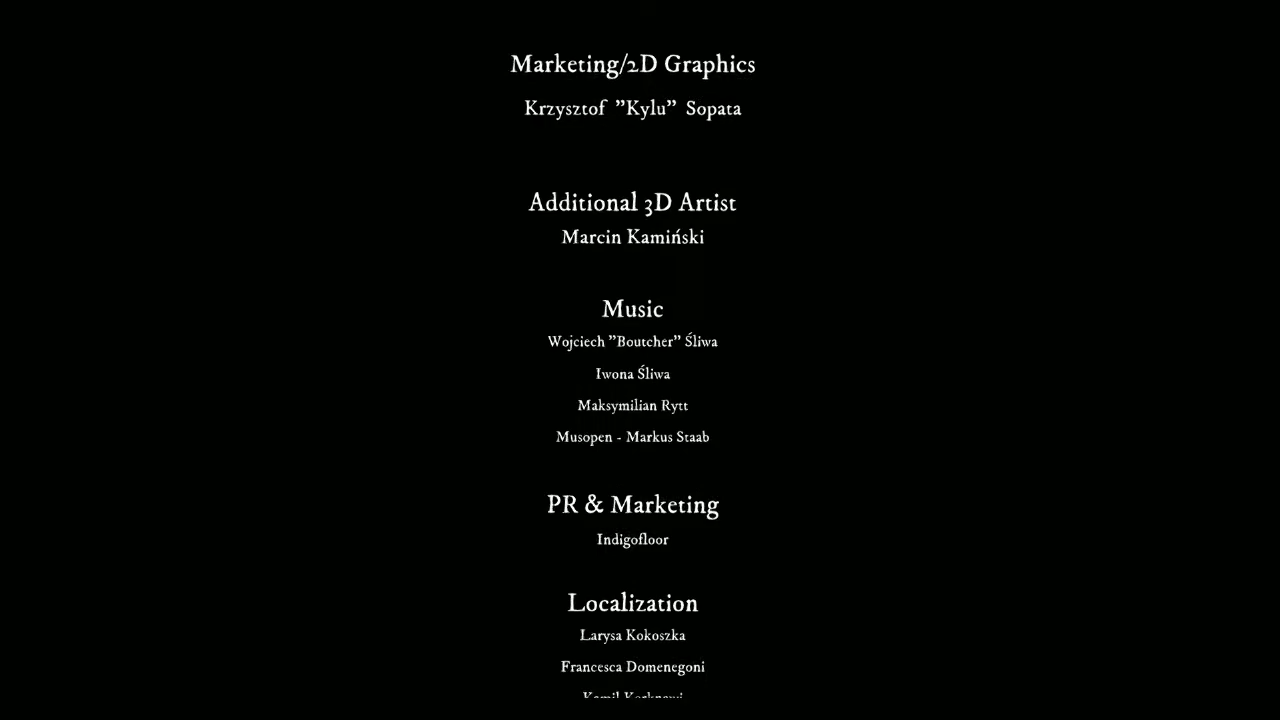 Marketing/2D Graphics
Krzysztof "Kylu" Sopata
Additional 3D Artist
Marcin Kamiński
Music
Wojciech "Boutcher" Śliwa
Iwona Śliwa
Maksymilian Rytt
Musopen - Markus Staab
PR & Marketing
Indigofloor
Localization
Larysa Kokoszka
Francesca Domenegoni
Kamil